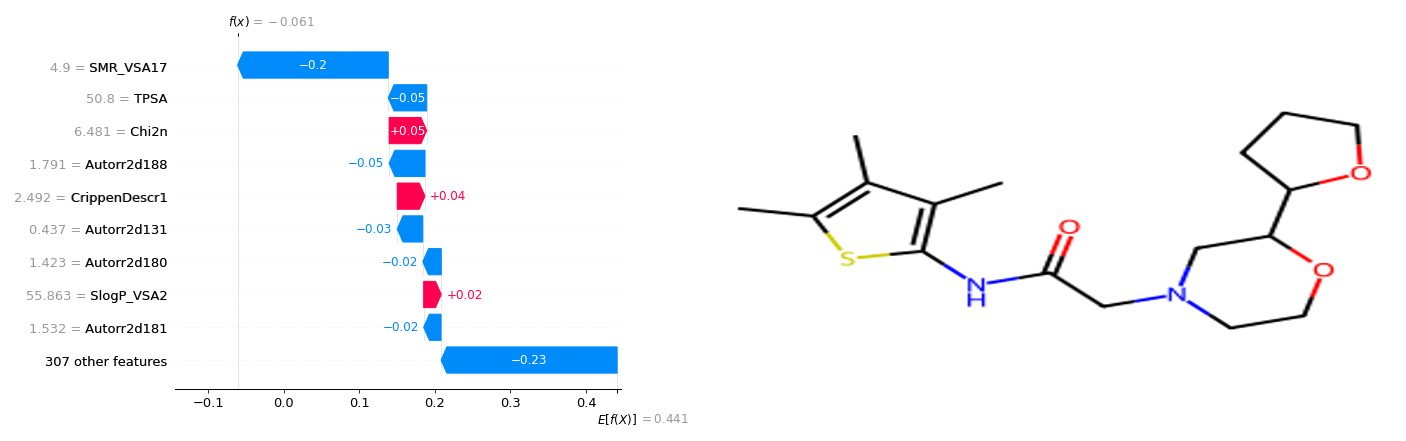 f(x) = −0.061
4.9 = SMR_VSA17
−0.2
50.8 = TPSA
−0.05
6.481 = Chi2n
+0.05
1.791 = Autorr2d188
−0.05
2.492 = CrippenDescr1
+0.04
0.437 = Autorr2d131
−0.03
1.423 = Autorr2d180
−0.02
55.863 = SlogP_VSA2
+0.02
1.532 = Autorr2d181
−0.02
307 other features
−0.23
−0.1 0.0 0.1 0.2 0.3 0.4
E[f(X)] = 0.441
O
O
O
S
N
H
N